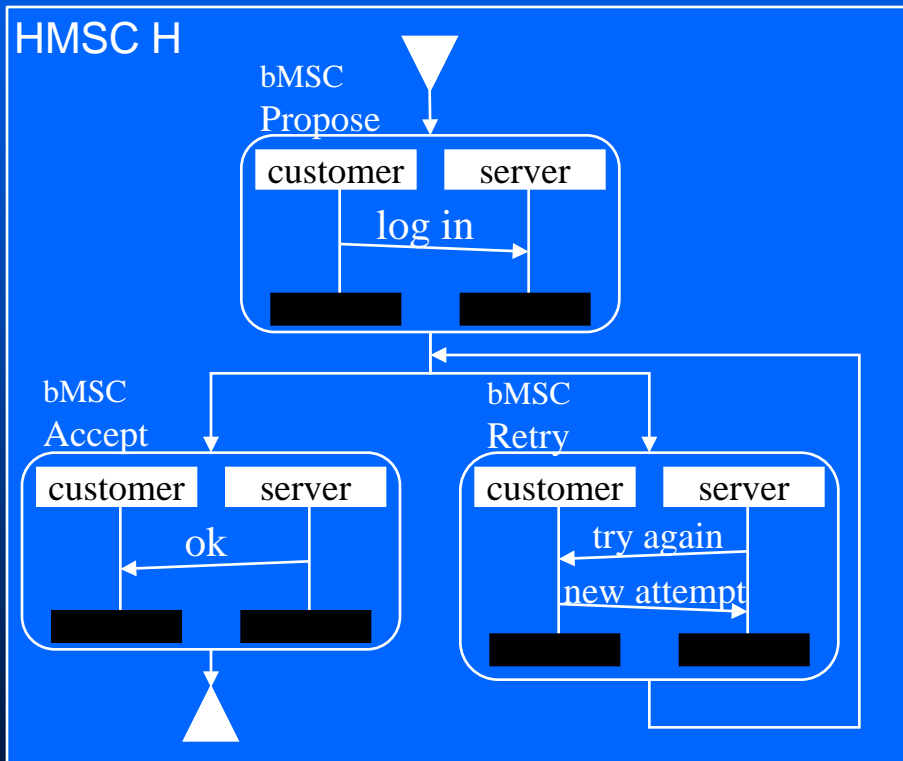 HMSC H
bMSC
Propose
customer server
log in
bMSC
Accept
customer server
ok
bMSC
Retry
customer server
try again
new attempt